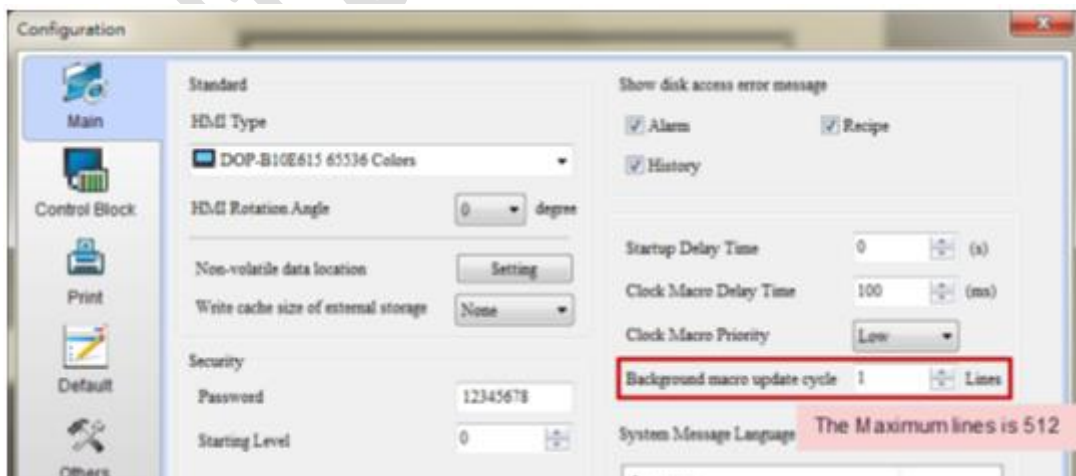 Configuration
Main
Control Block
Print
Default
Others
Standard
HMI Type
DOP-B10E615 65536 Colors
HMI Rotation Angle 0 degree
Non-volatile data location Setting
Write cache size of external storage None
Security
Password 12345678
Starting Level 0
Show disk access error message
Alarm Recipe
History
Startup Delay Time 0 (s)
Clock Macro Delay Time 100 (ms)
Clock Macro Priority Low
Background macro update cycle 1 Lines
The Maximum lines is 512
System Message Language